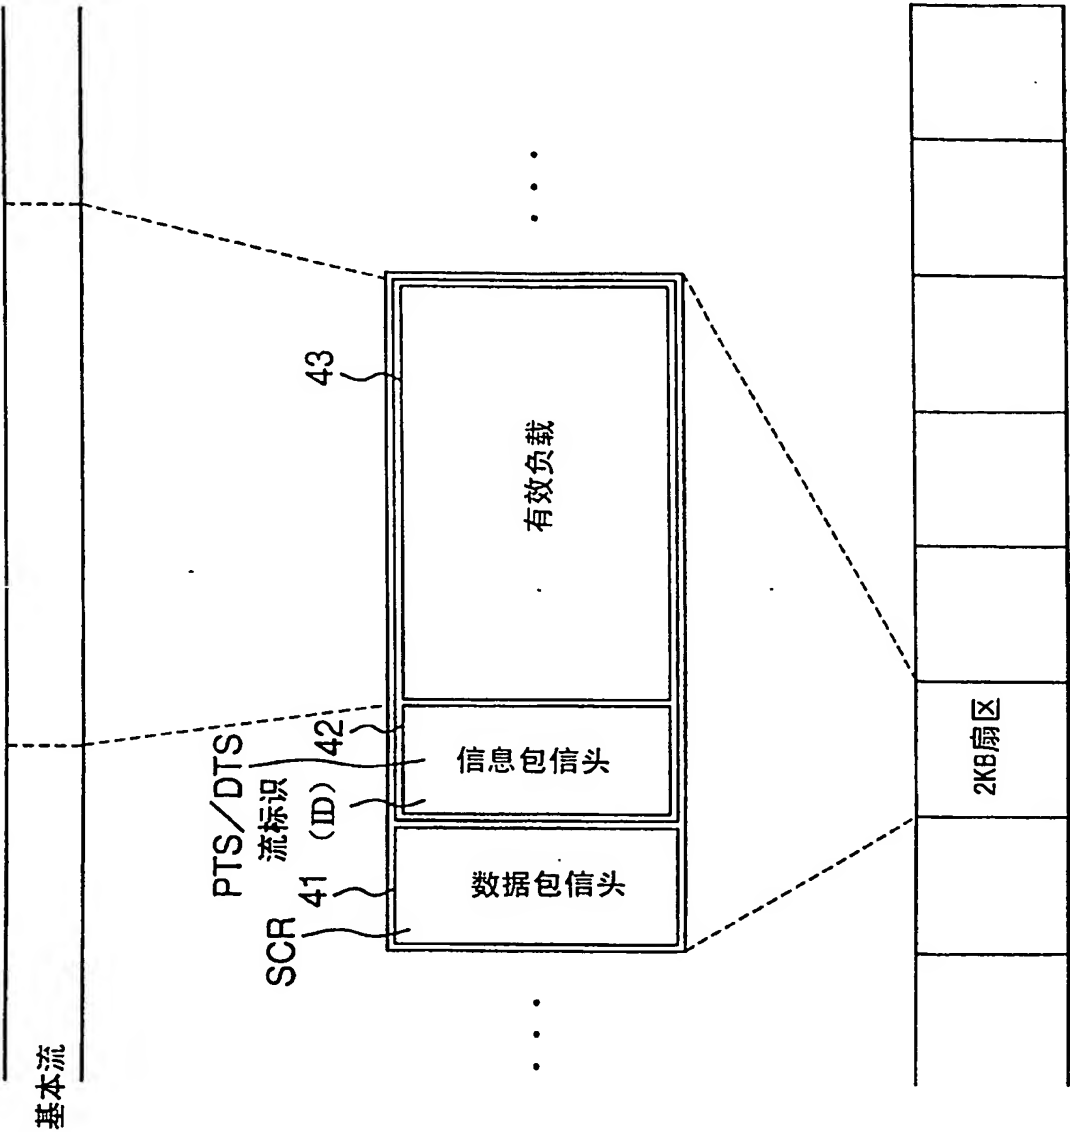 基本流
SCR
41
PTS/DTS
流标识
(ID)
42
43
数据包信头
信息包信头
有效负载
2KB扇区